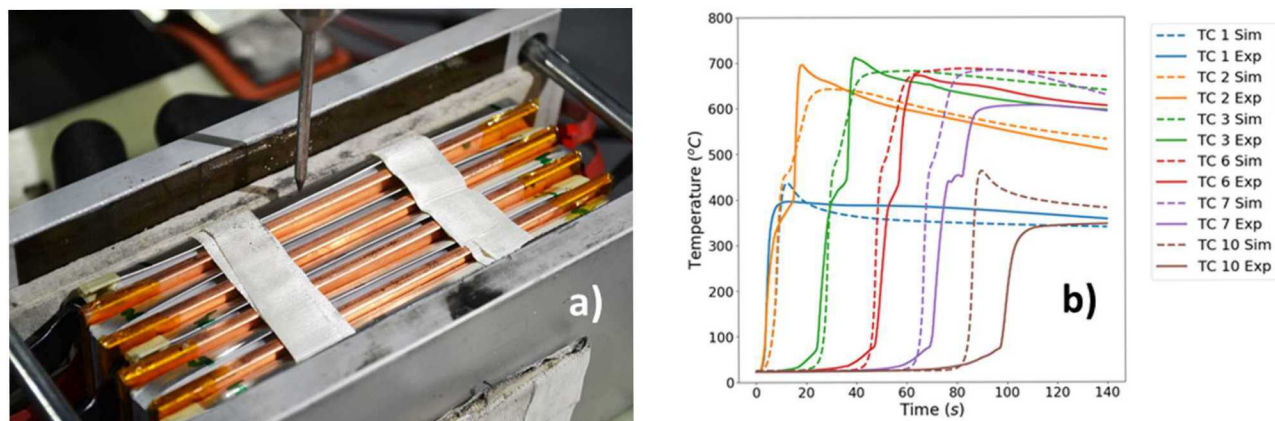 a)
800
700
600
500
400
300
200
100
0
Temperature (°C)
0 20 40 60 80 100 120 140
Time (s)
b)
TC 1 Sim
TC 1 Exp
TC 2 Sim
TC 2 Exp
TC 3 Sim
TC 3 Exp
TC 6 Sim
TC 6 Exp
TC 7 Sim
TC 7 Exp
TC 10 Sim
TC 10 Exp